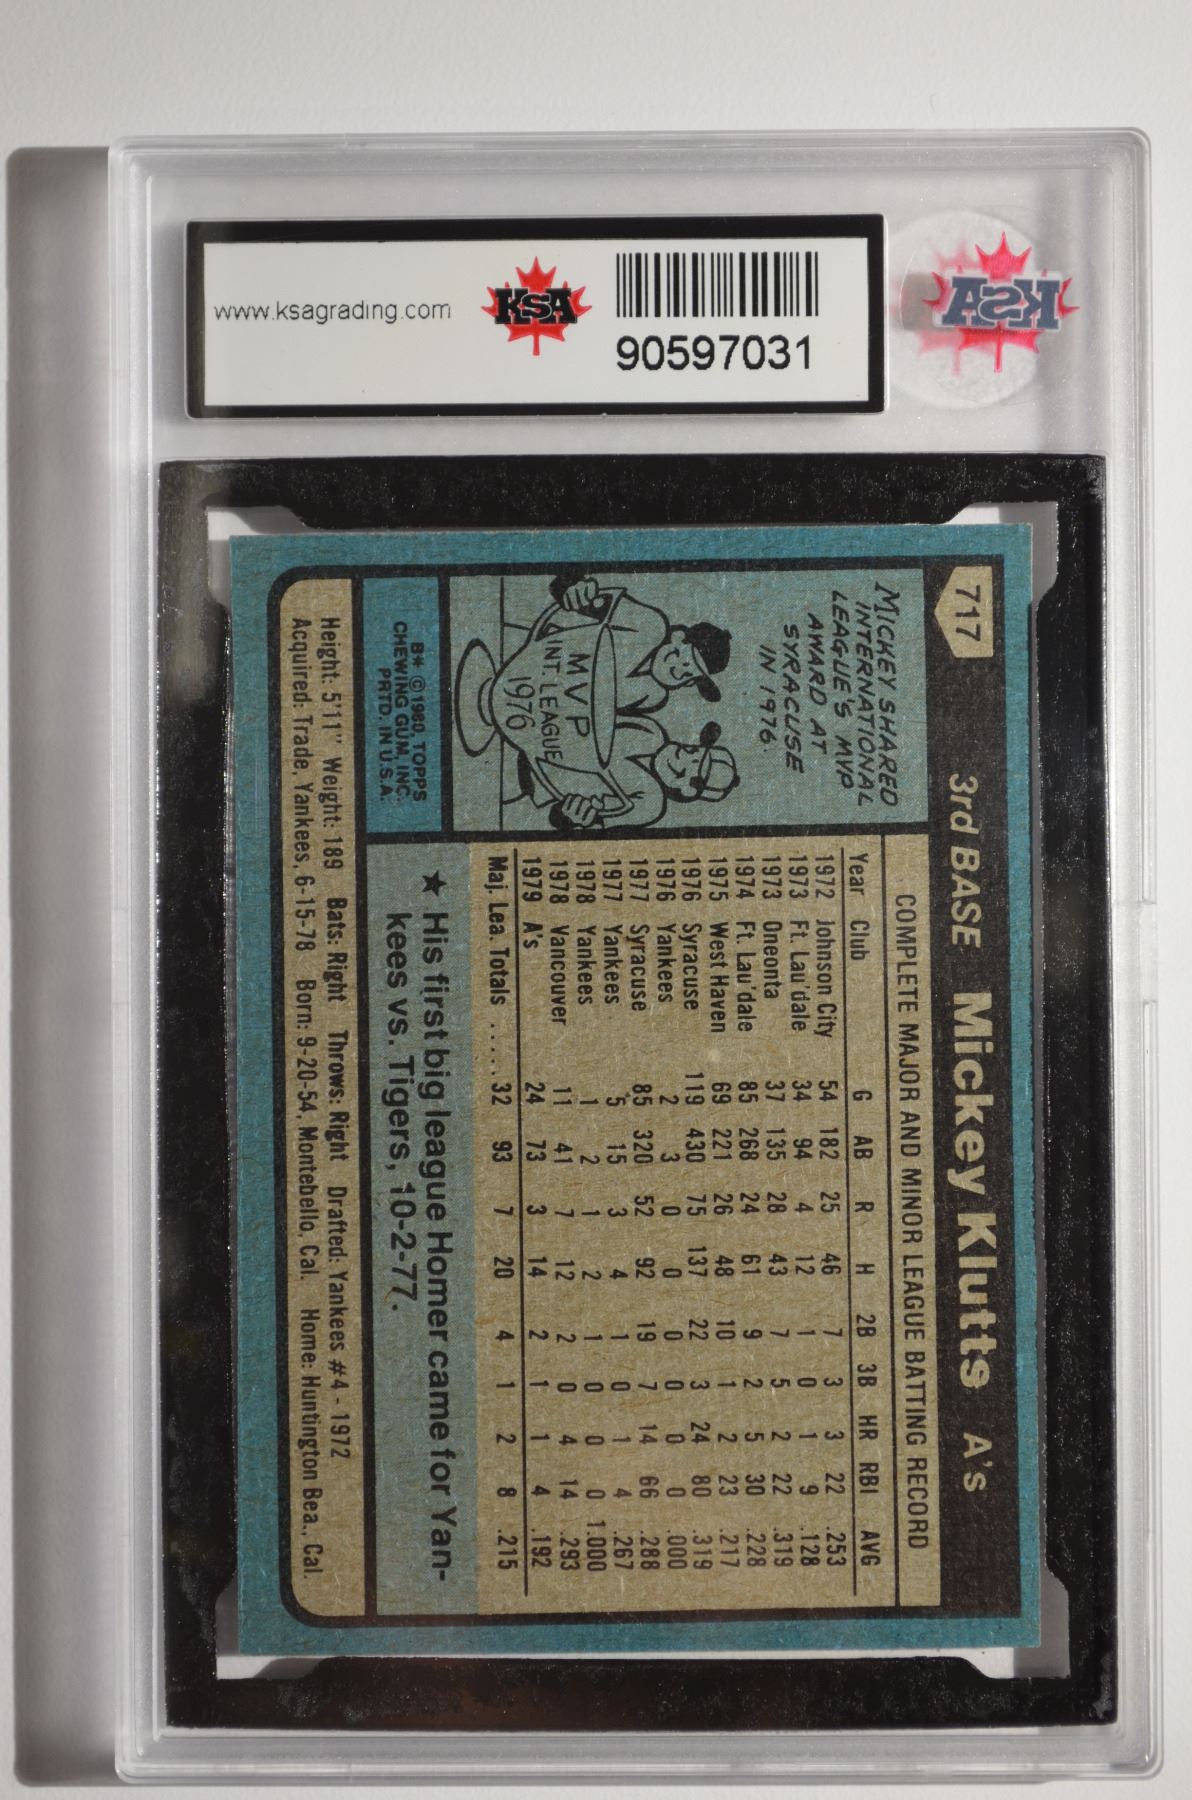 www.ksagrading.com
KSA
90597031
KSA
717
3rd BASE Mickey Klutts A's
MICKEY SHARED
INTERNATIONAL
LEAGUE'S MVP
AWARD AT
SYRACUSE
IN 1976.
MVP
INT. LEAGUE
1976
B* © 1980, TOPPS
CHEWING GUM, INC.
PRTD. IN U.S.A.
COMPLETE MAJOR AND MINOR LEAGUE BATTING RECORD
Year Club G AB R H 2B 3B HR RBI AVG
1972 Johnson City 54 182 25 46 7 3 3 22 .253
1973 Ft. Lau'dale 34 94 4 12 1 0 1 9 .128
1973 Oneonta 37 135 28 43 7 5 2 22 .319
1974 Ft. Lau'dale 85 268 24 61 9 2 5 30 .228
1975 West Haven 69 221 26 48 10 1 2 23 .217
1976 Syracuse 119 430 75 137 22 3 24 80 .319
1976 Yankees 2 3 0 0 0 0 0 0 .000
1977 Syracuse 85 320 52 92 19 7 14 66 .288
1977 Yankees 5 15 3 4 1 0 1 4 .267
1978 Yankees 1 2 1 2 1 0 0 0 1.000
1978 Vancouver 11 41 7 12 2 0 4 14 .293
1979 A's 24 73 3 14 2 1 1 4 .192
Maj. Lea. Totals ..... 32 93 7 20 4 1 2 8 .215
★ His first big league Homer came for Yan-
kees vs. Tigers, 10-2-77.
Height: 5'11" Weight: 189 Bats: Right Throws: Right Drafted: Yankees #4 - 1972
Acquired: Trade, Yankees, 6-15-78 Born: 9-20-54, Montebello, Cal. Home: Huntington Bea., Cal.